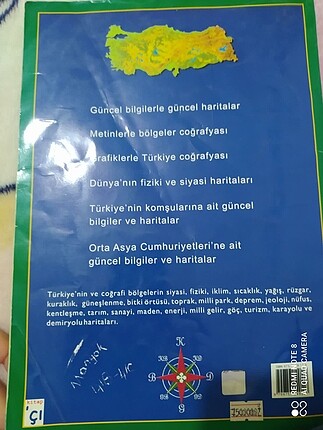 Güncel bilgilerle güncel haritalar
Metinlerle bölgeler coğrafyası
Grafiklerle Türkiye coğrafyası
Dünya'nın fiziki ve siyasi haritaları
Türkiye'nin komşularına ait güncel
bilgiler ve haritalar
Orta Asya Cumhuriyetleri'ne ait
güncel bilgiler ve haritalar
Türkiye'nin ve coğrafi bölgelerin siyasi, fiziki, iklim, sıcaklık, yağış, rüzgar,
kuraklık, güneşlenme, bitki örtüsü, toprak, milli park, deprem, jeoloji, nüfus,
kentleşme, tarım, sanayi, maden, enerji, milli gelir, göç, turizm, karayolu ve
demiryolu haritaları.
K
B
D
G
kitap
ÇI
REDMI NOTE 8
AI QUAD CAMERA